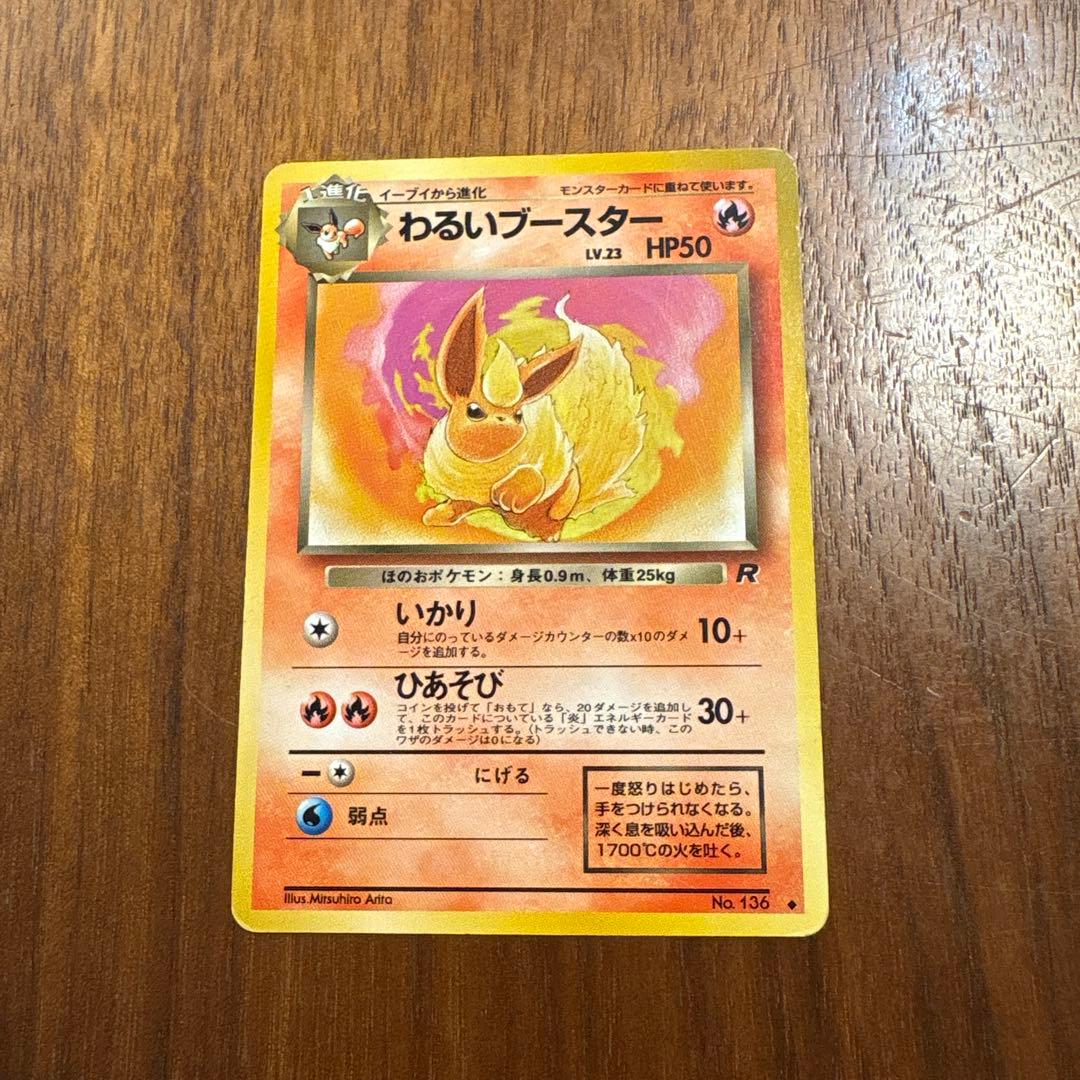 1進化
イーブイから進化
モンスターカードに重ねて使います。
わるいブースター
LV.23 HP50
ほのおポケモン：身長0.9m、体重25kg
R
いかり
自分にのっているダメージカウンターの数x10のダメ
ージを追加する。
10+
ひあそび
コインを投げて「おもて」なら、20ダメージを追加し
て、このカードについている「炎」エネルギーカード
を1枚トラッシュする。（トラッシュできない時、この
ワザのダメージは0になる）
30+
にげる
弱点
一度怒りはじめたら、
手をつけられなくなる。
深く息を吸い込んだ後、
1700℃の火を吐く。
Illus.Mitsuhiro Arita
No. 136